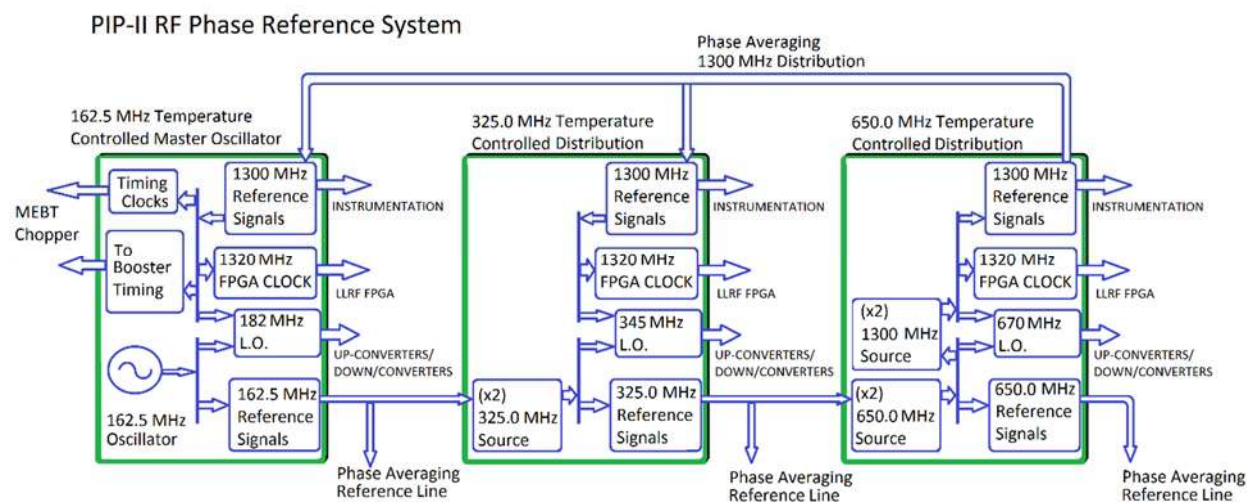 PIP-II RF Phase Reference System
Phase Averaging
1300 MHz Distribution
162.5 MHz Temperature
Controlled Master Oscillator
Timing
Clocks
1300 MHz
Reference
Signals
INSTRUMENTATION
MEBT
Chopper
To
Booster
Timing
1320 MHz
FPGA CLOCK
LLRF FPGA
182 MHz
L.O.
UP-CONVERTERS/
DOWN/CONVERTERS
162.5 MHz
Oscillator
162.5 MHz
Reference
Signals
Phase Averaging
Reference Line
325.0 MHz Temperature
Controlled Distribution
1300 MHz
Reference
Signals
INSTRUMENTATION
1320 MHz
FPGA CLOCK
LLRF FPGA
345 MHz
L.O.
UP-CONVERTERS/
DOWN/CONVERTERS
(x2)
325.0 MHz
Source
325.0 MHz
Reference
Signals
Phase Averaging
Reference Line
650.0 MHz Temperature
Controlled Distribution
1300 MHz
Reference
Signals
INSTRUMENTATION
1320 MHz
FPGA CLOCK
LLRF FPGA
(x2)
1300 MHz
Source
670 MHz
L.O.
UP-CONVERTERS/
DOWN/CONVERTERS
(x2)
650.0 MHz
Source
650.0 MHz
Reference
Signals
Phase Averaging
Reference Line